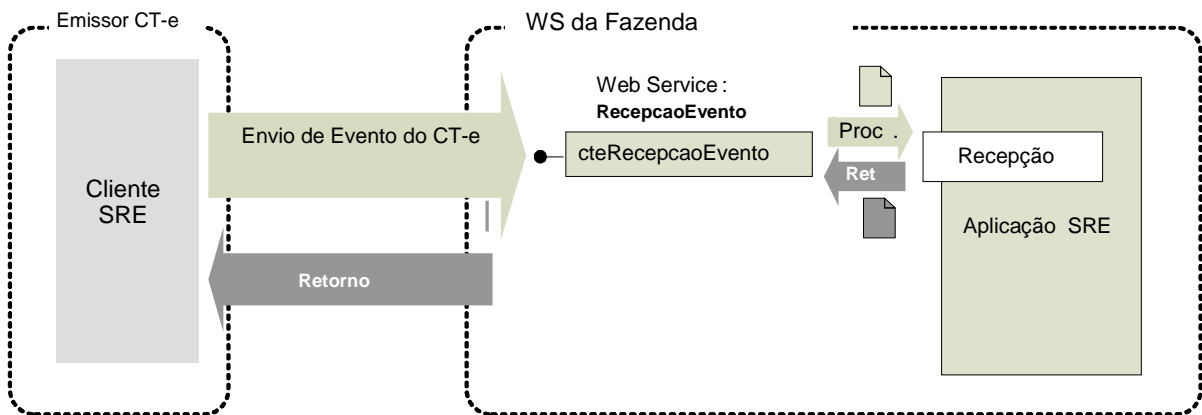 Emissor CT-e
WS da Fazenda
Web Service :
RecepcaoEvento
Envio de Evento do CT-e
cteRecepcaoEvento
Proc .
Ret
Recepção
Cliente
SRE
Aplicação SRE
Retorno